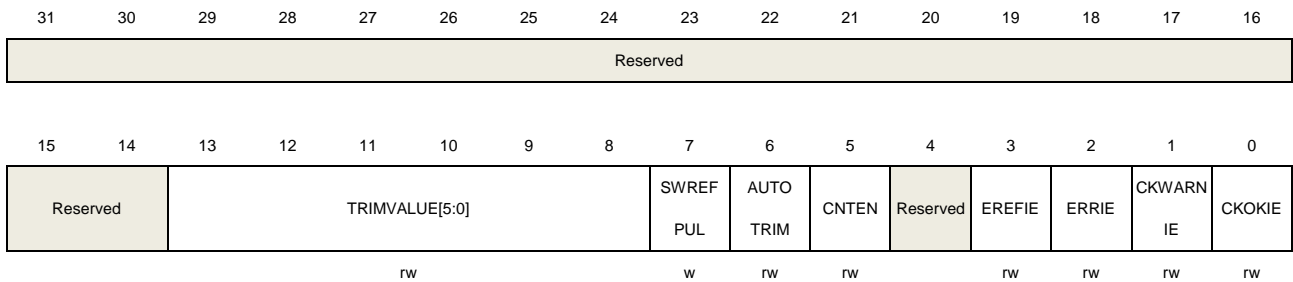 31 30 29 28 27 26 25 24 23 22 21 20 19 18 17 16
Reserved
15 14 13 12 11 10 9 8 7 6 5 4 3 2 1 0
Reserved TRIMVALUE[5:0] SWREF PUL AUTO TRIM CNTEN Reserved EREFIE ERRIE CKWARN IE CKOKIE
rw w rw rw rw rw rw rw